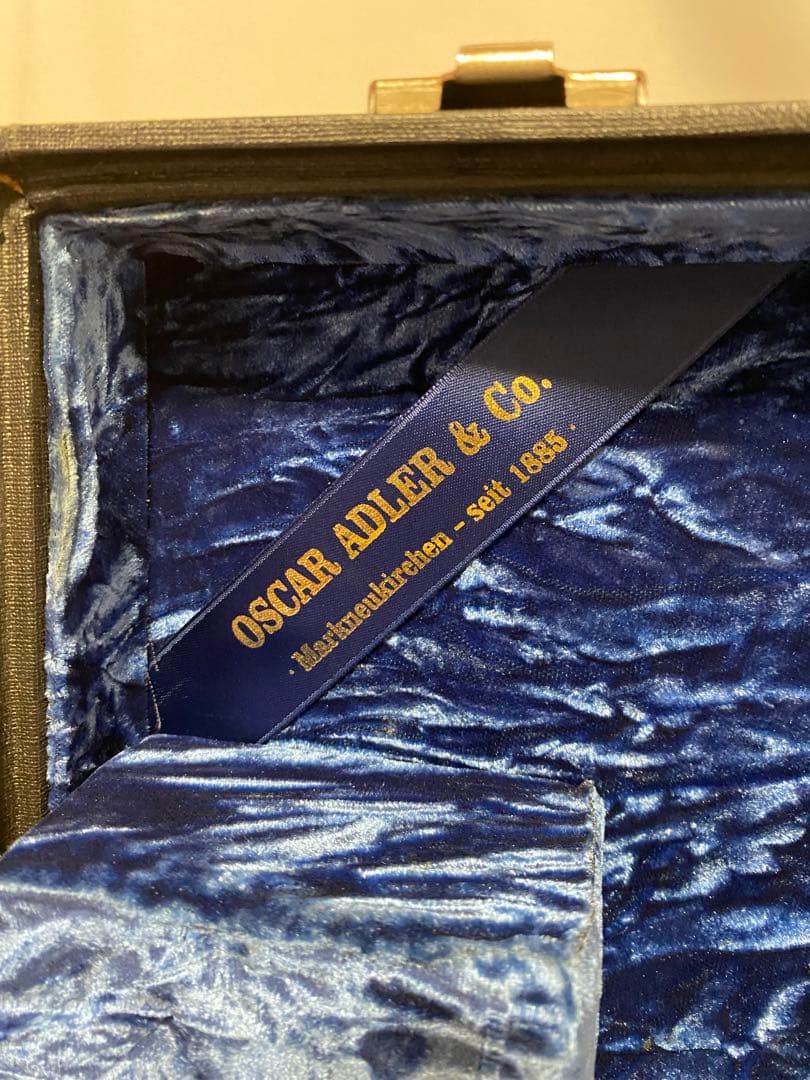 OSCAR ADLER & Co.
· Markneukirchen – seit 1885 ·